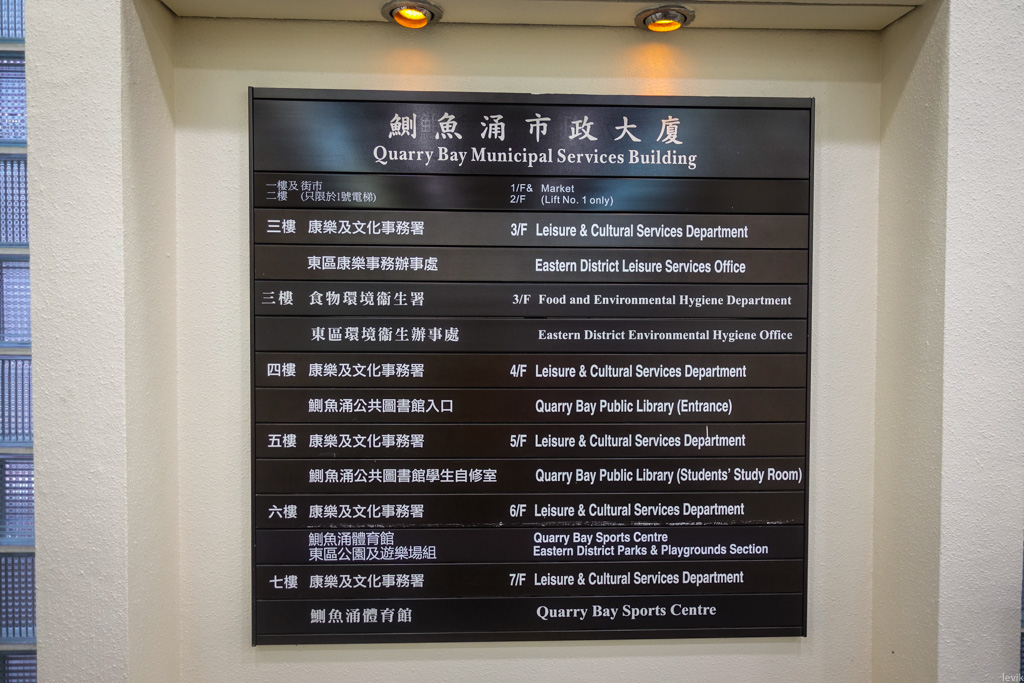 鰂魚涌市政大廈
Quarry Bay Municipal Services Building
一樓及 街市 1/F& Market
二樓 (只限於1號電梯) 2/F (Lift No. 1 only)
三樓 康樂及文化事務署 3/F Leisure & Cultural Services Department
東區康樂事務辦事處 Eastern District Leisure Services Office
三樓 食物環境衞生署 3/F Food and Environmental Hygiene Department
東區環境衞生辦事處 Eastern District Environmental Hygiene Office
四樓 康樂及文化事務署 4/F Leisure & Cultural Services Department
鰂魚涌公共圖書館入口 Quarry Bay Public Library (Entrance)
五樓 康樂及文化事務署 5/F Leisure & Cultural Services Department
鰂魚涌公共圖書館學生自修室 Quarry Bay Public Library (Students' Study Room)
六樓 康樂及文化事務署 6/F Leisure & Cultural Services Department
鰂魚涌體育館 Quarry Bay Sports Centre
東區公園及遊樂場組 Eastern District Parks & Playgrounds Section
七樓 康樂及文化事務署 7/F Leisure & Cultural Services Department
鰂魚涌體育館 Quarry Bay Sports Centre
levik